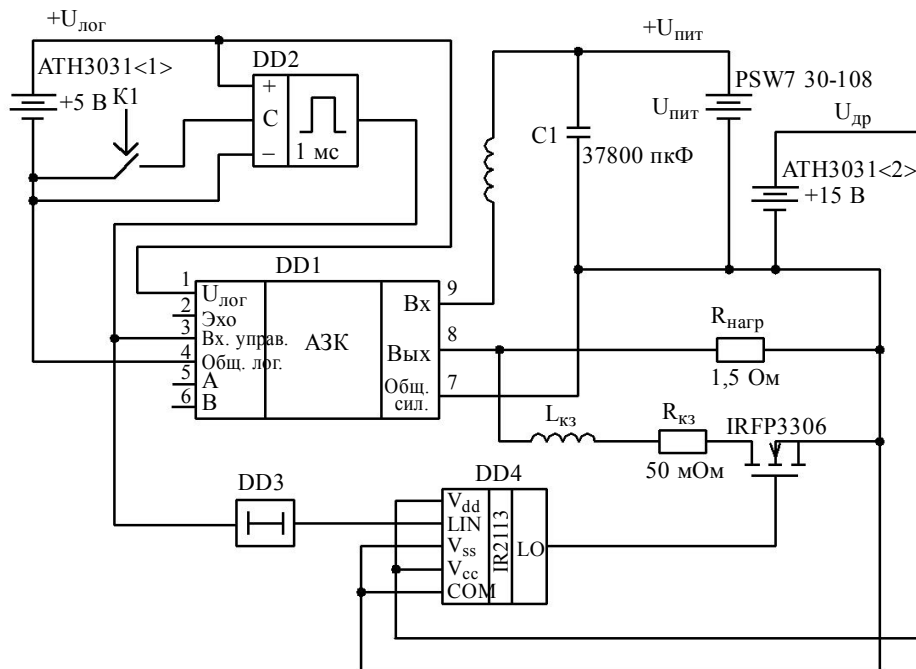 +Uлог
+Uпит
ATH3031<1>
DD2
PSW7 30-108
+5 В
К1
+
С
–
1 мс
Uпит
Uдр
C1
37800 пкФ
ATH3031<2>
+15 В
DD1
1
Uлог
2
Эхо
3
Вх. управ.
4
Общ. лог.
5
А
6
В
АЗК
Вх
9
Вых
8
Общ. сил.
7
Rнагр
1,5 Ом
Lкз
Rкз
50 мОм
IRFP3306
DD3
DD4
Vdd
LIN
Vss
Vcc
COM
IR2113
LO